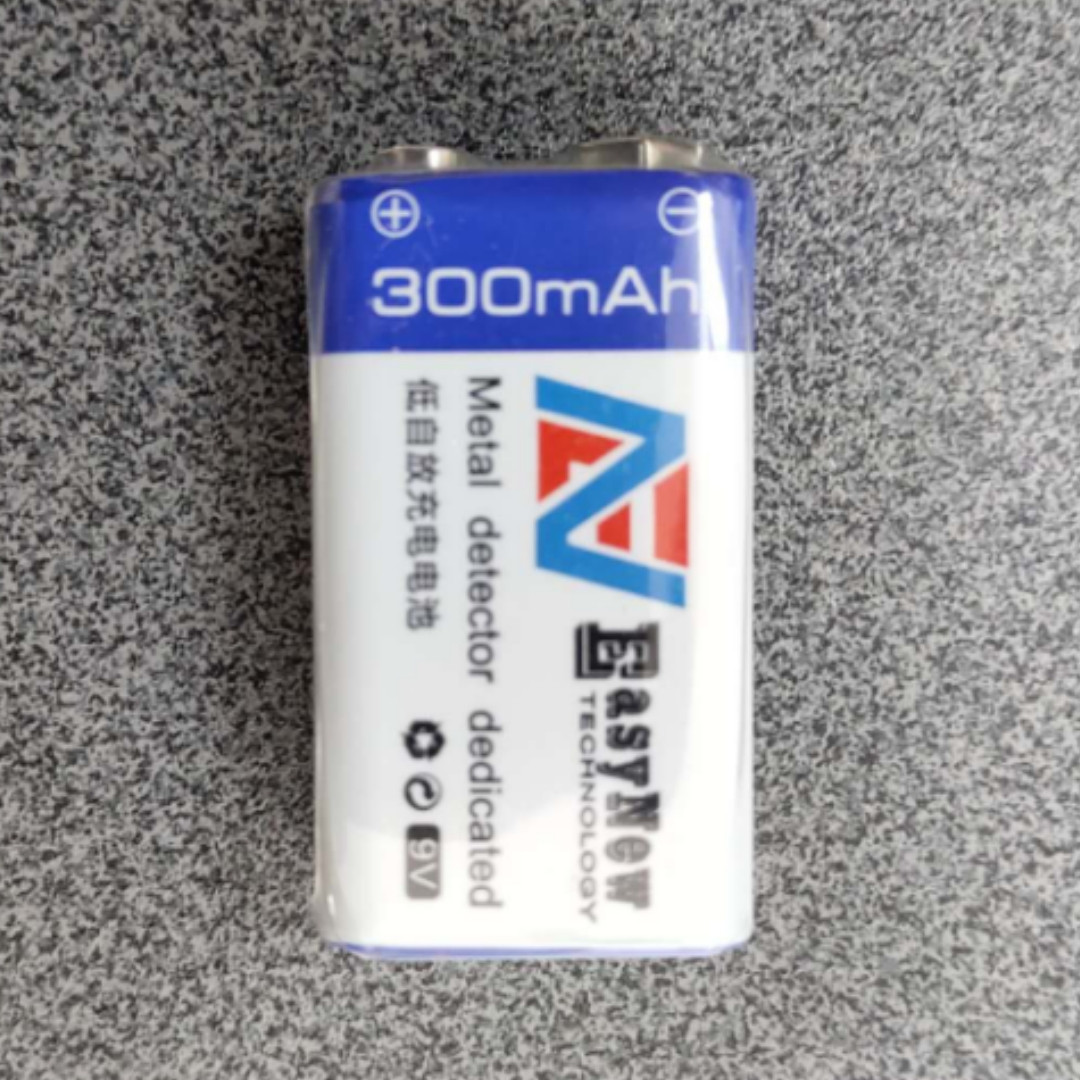 300mAh
EasyNew
TECHNOLOGY
Metal detector dedicated
低自放充电电池
9V